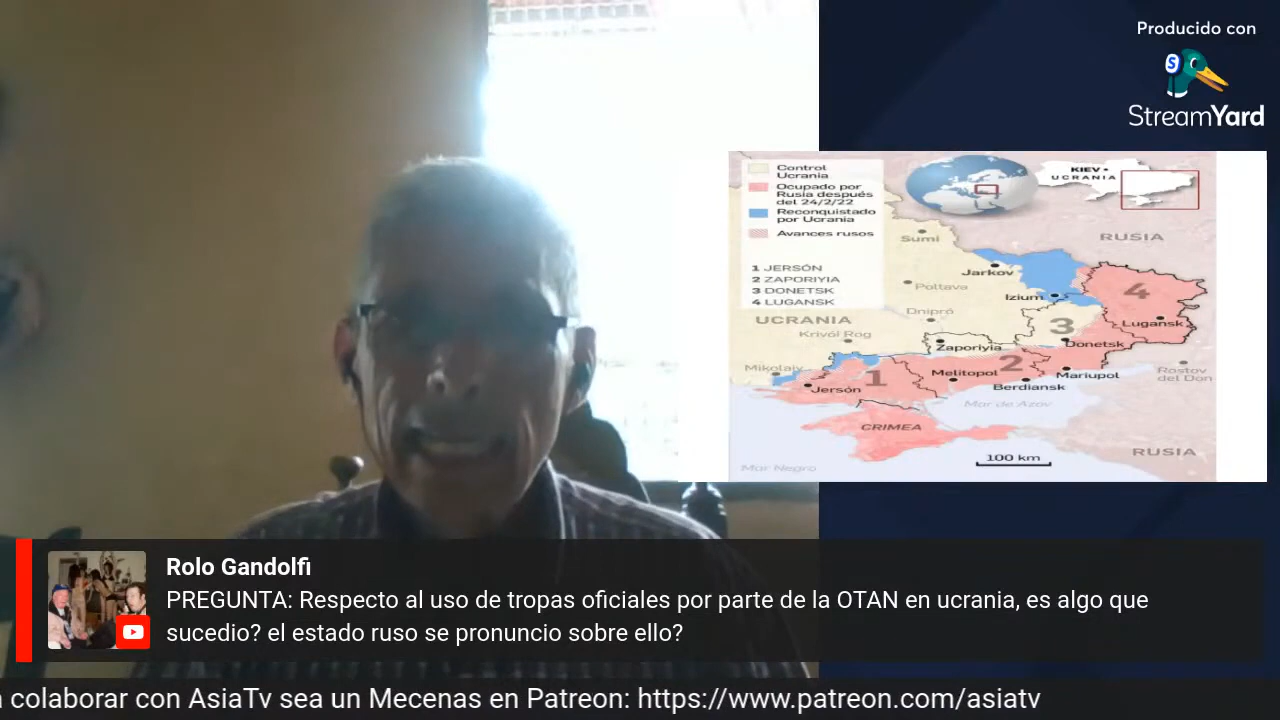 Producido con
S
StreamYard
Control
Ucrania
Ocupado por
Rusia después
del 24/2/22
Reconquistado
por Ucrania
Avances rusos
1 JERSÓN
2 ZAPORIYIA
3 DONETSK
4 LUGANSK
KIEV
UCRANIA
RUSIA
Sumi
Jarkov
Poltava
Izium
4
UCRANIA
Dnipró
3
Lugansk
Krivói Rog
Zaporiyia
Donetsk
Mikolaiv
1
2
Melitopol
Mariupol
Rostov
del Don
Jersón
Berdiansk
Mar de Azov
CRIMEA
RUSIA
100 km
Mar Negro
Rolo Gandolfi
PREGUNTA: Respecto al uso de tropas oficiales por parte de la OTAN en ucrania, es algo que
sucedio? el estado ruso se pronuncio sobre ello?
a colaborar con AsiaTv sea un Mecenas en Patreon: https://www.patreon.com/asiatv